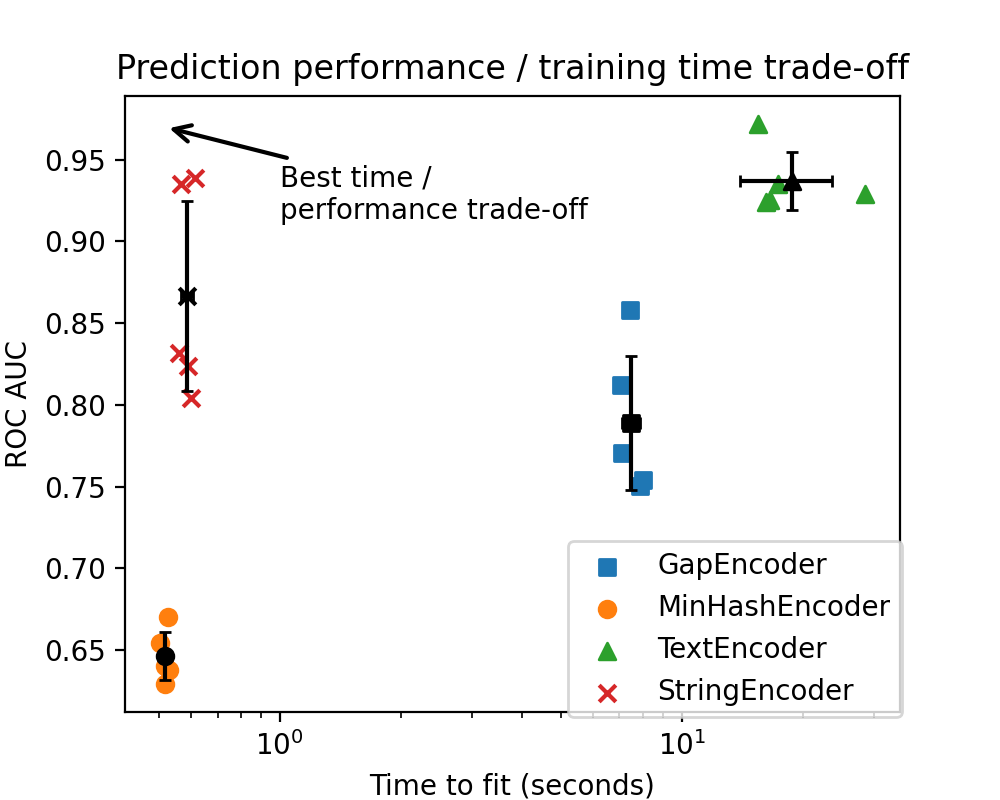 Prediction performance / training time trade-off
0.95
0.90
0.85
0.80
0.75
0.70
0.65
ROC AUC
Best time /
performance trade-off
GapEncoder
MinHashEncoder
TextEncoder
StringEncoder
10⁰
10¹
Time to fit (seconds)